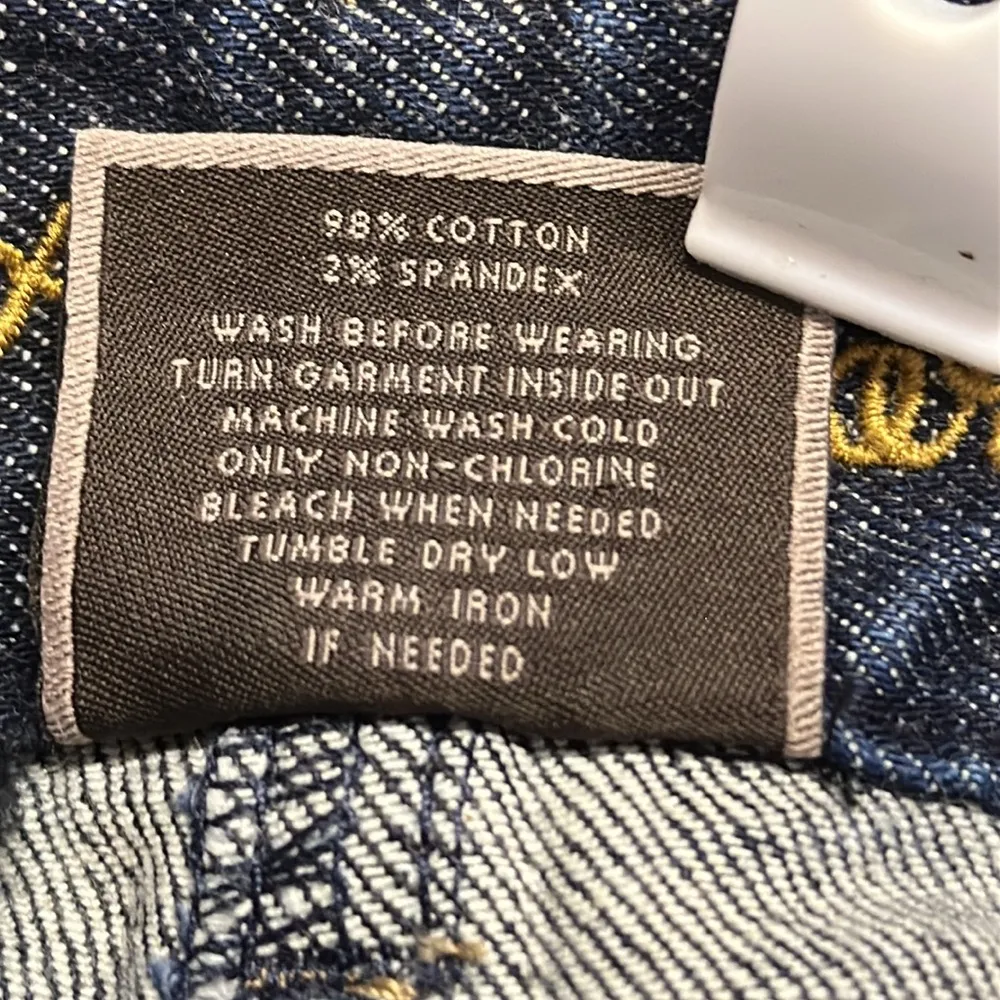 98% COTTON
2% SPANDEX
WASH BEFORE WEARING
TURN GARMENT INSIDE OUT
MACHINE WASH COLD
ONLY NON-CHLORINE
BLEACH WHEN NEEDED
TUMBLE DRY LOW
WARM IRON
IF NEEDED